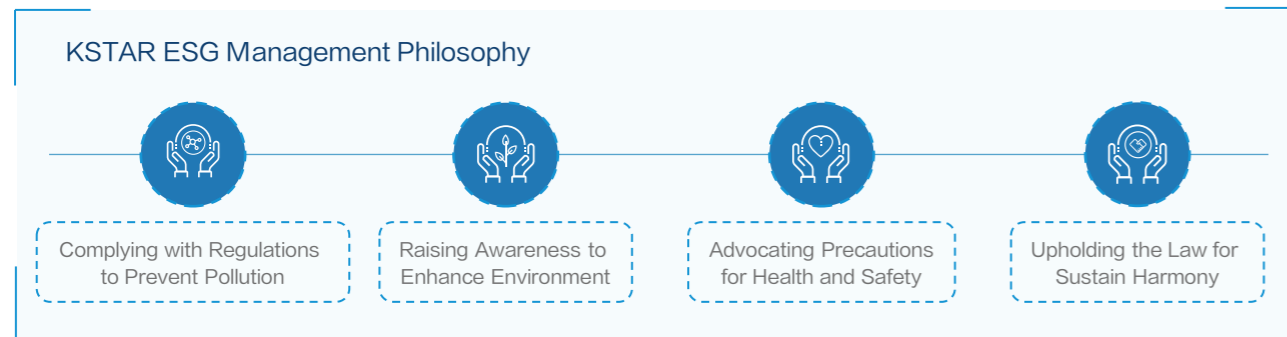 KSTAR ESG Management Philosophy
Complying with Regulations
to Prevent Pollution
Raising Awareness to
Enhance Environment
Advocating Precautions
for Health and Safety
Upholding the Law for
Sustain Harmony